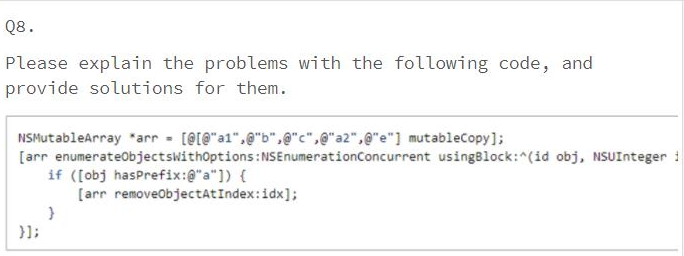 Q8.
Please explain the problems with the following code, and
provide solutions for them.
NSMutableArray *arr = [@[@"a1",@"b",@"c",@"a2",@"e"] mutableCopy];
[arr enumerateObjectsWithOptions:NSEnumerationConcurrent usingBlock:^(id obj, NSUInteger i
if ([obj hasPrefix:@"a"]) {
[arr removeObjectAtIndex:idx];
}
}];